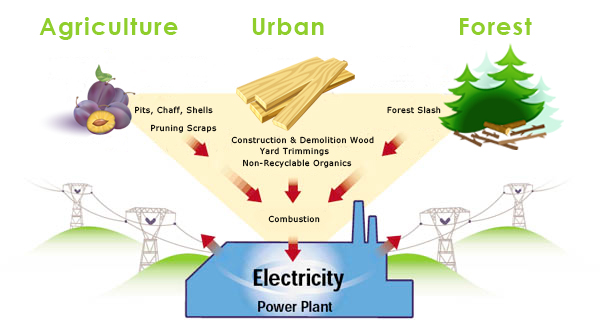 Agriculture
Urban
Forest
Pits, Chaff, Shells
Pruning Scraps
Construction & Demolition Wood
Yard Trimmings
Non-Recyclable Organics
Forest Slash
Combustion
Electricity
Power Plant